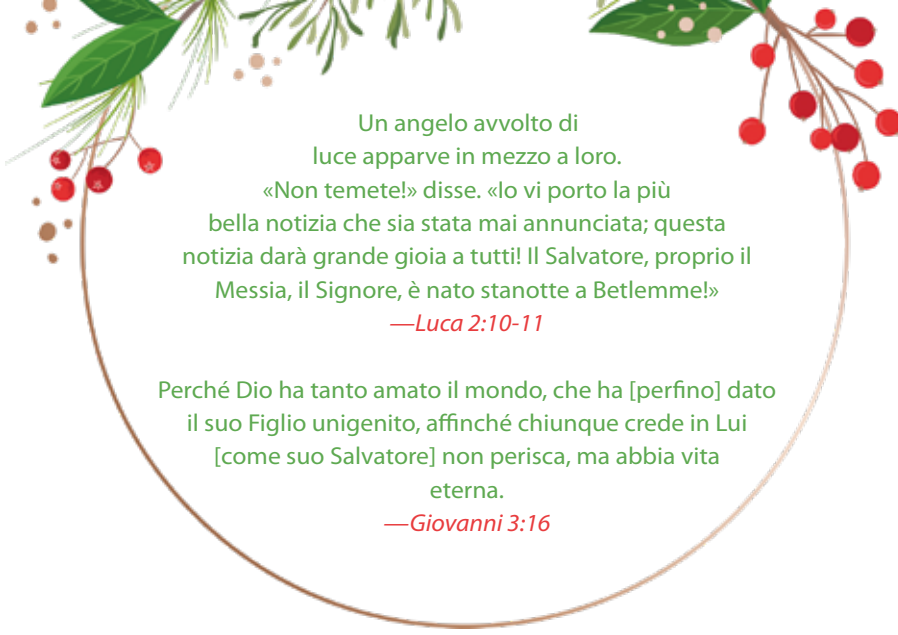 Un angelo avvolto di
luce apparve in mezzo a loro.
«Non temete!» disse. «Io vi porto la più
bella notizia che sia stata mai annunciata; questa
notizia darà grande gioia a tutti! Il Salvatore, proprio il
Messia, il Signore, è nato stanotte a Betlemme!»
—Luca 2:10-11
Perché Dio ha tanto amato il mondo, che ha [perfino] dato
il suo Figlio unigenito, affinché chiunque crede in Lui
[come suo Salvatore] non perisca, ma abbia vita
eterna.
—Giovanni 3:16